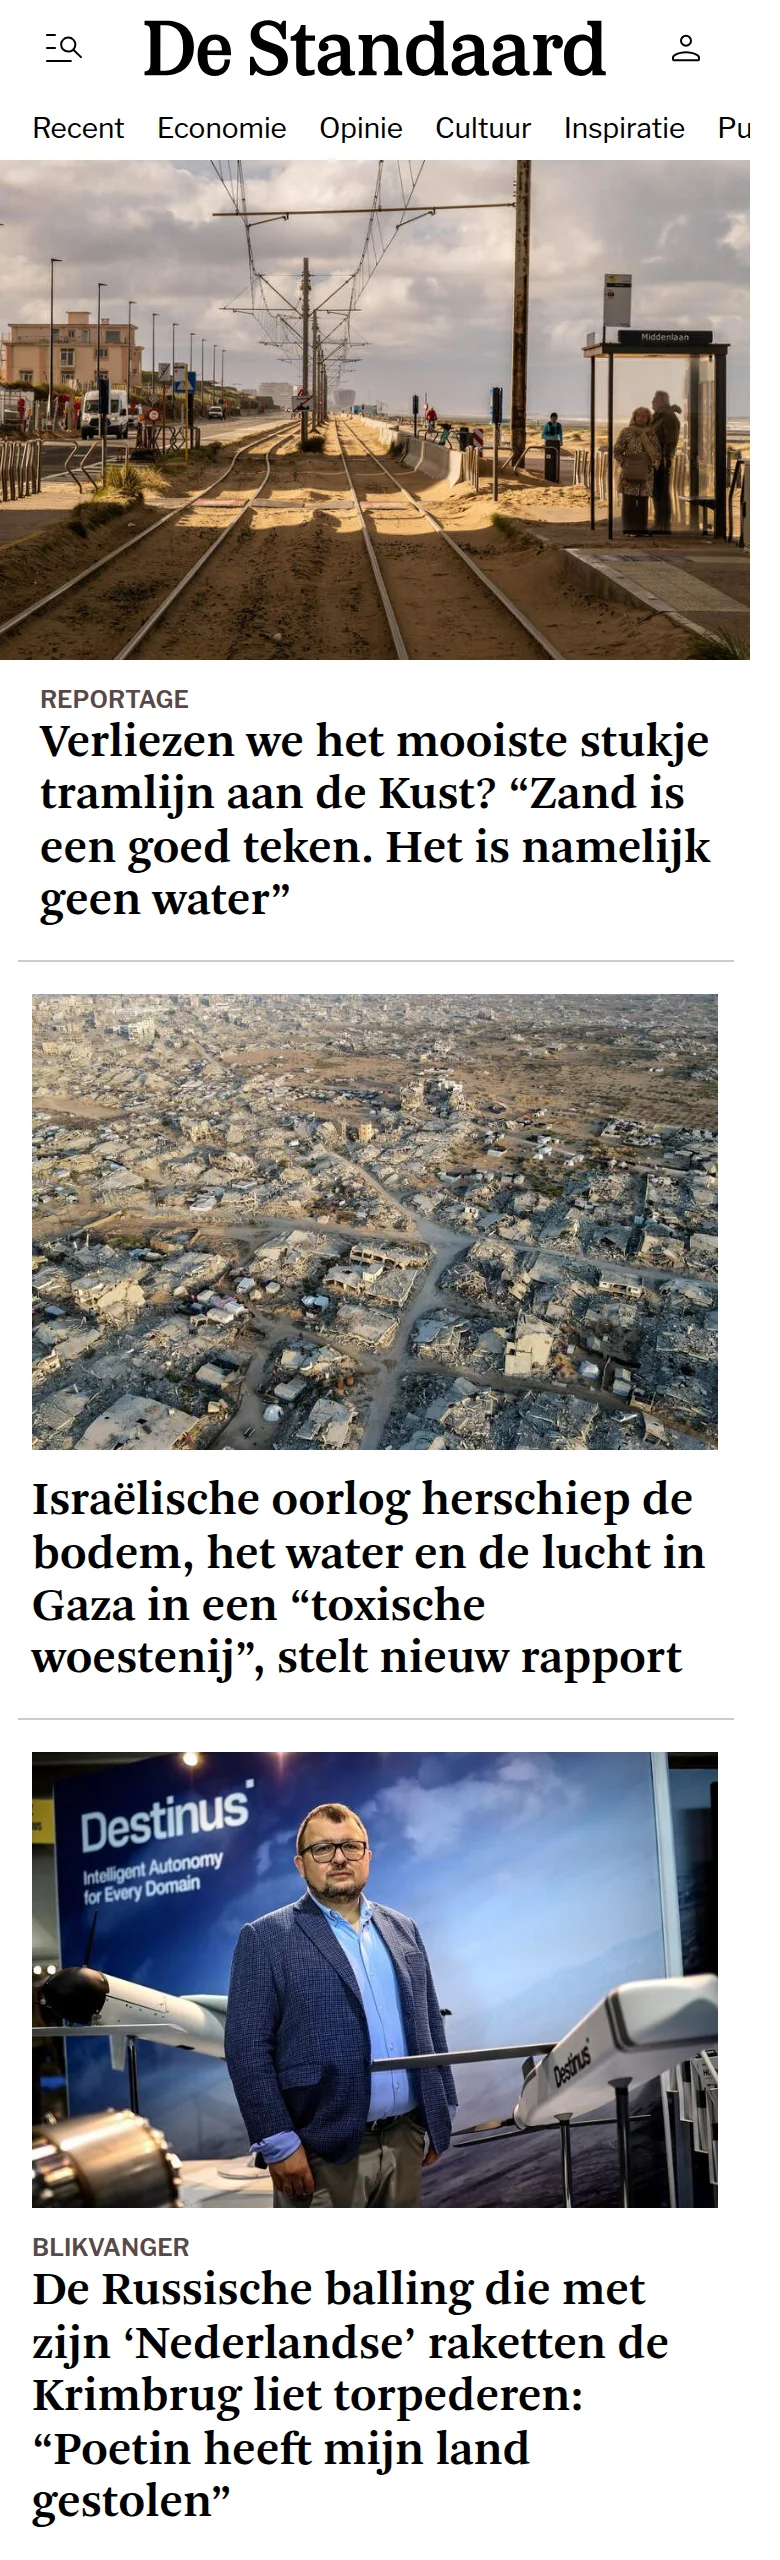 De Standaard
Recent Economie Opinie Cultuur Inspiratie Pu
Middenlaan
REPORTAGE
Verliezen we het mooiste stukje
tramlijn aan de Kust? “Zand is
een goed teken. Het is namelijk
geen water”
Israëlische oorlog herschiep de
bodem, het water en de lucht in
Gaza in een “toxische
woestenij”, stelt nieuw rapport
Destinus
Intelligent Autonomy
for Every Domain
Destinus
BLIKVANGER
De Russische balling die met
zijn ‘Nederlandse’ raketten de
Krimbrug liet torpederen:
“Poetin heeft mijn land
gestolen”